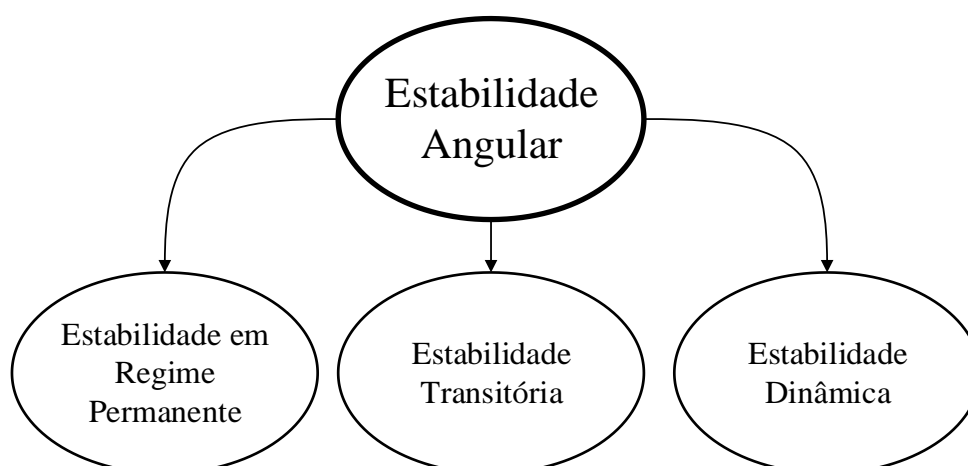 Estabilidade
Angular
Estabilidade em
Regime
Permanente
Estabilidade
Transitória
Estabilidade
Dinâmica